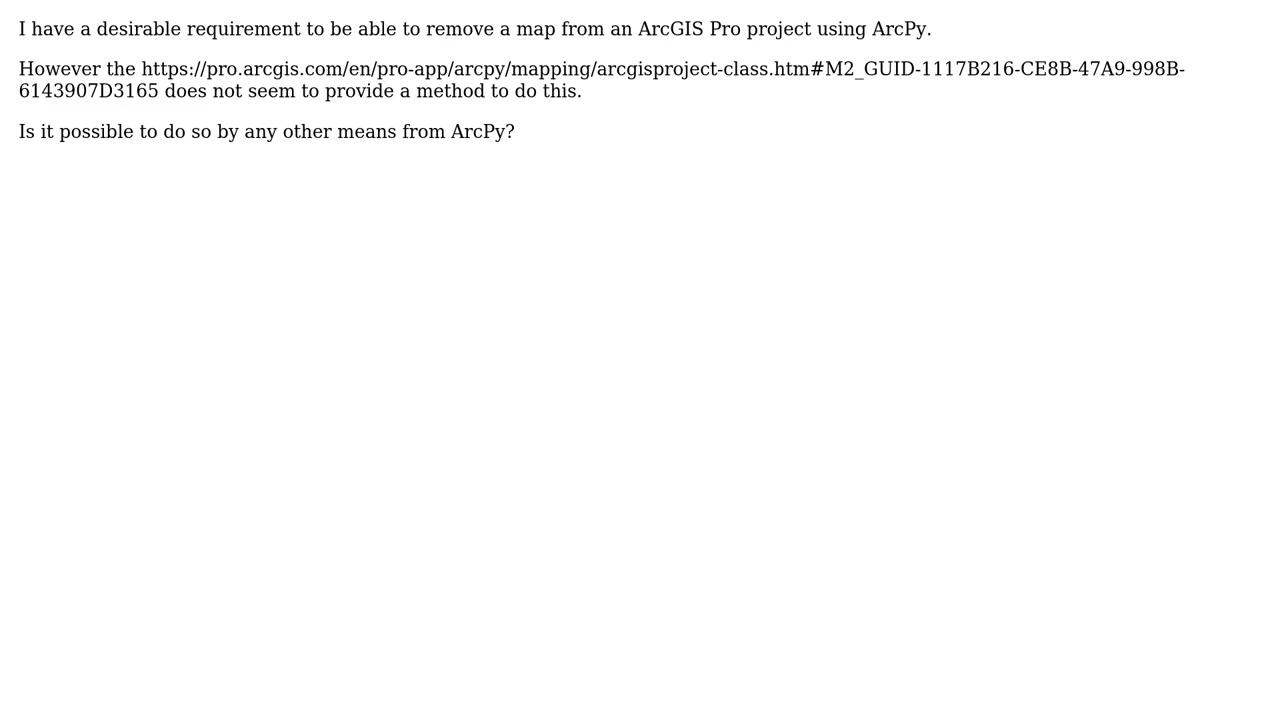 I have a desirable requirement to be able to remove a map from an ArcGIS Pro project using ArcPy.
However the https://pro.arcgis.com/en/pro-app/arcpy/mapping/arcgisproject-class.htm#M2_GUID-1117B216-CE8B-47A9-998B-
6143907D3165 does not seem to provide a method to do this.
Is it possible to do so by any other means from ArcPy?